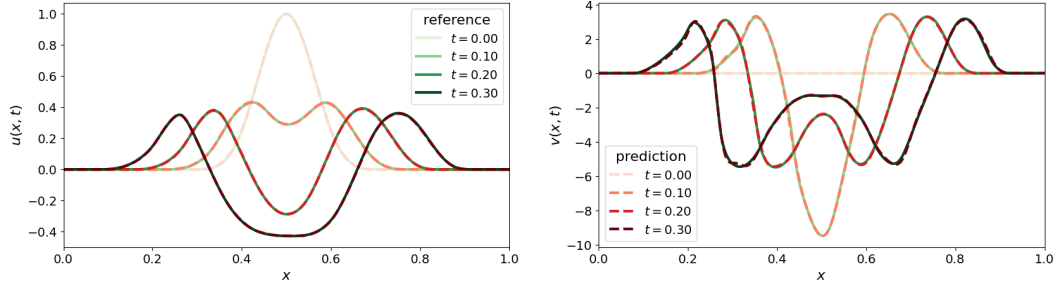 reference
t = 0.00
t = 0.10
t = 0.20
t = 0.30
1.0
0.8
0.6
0.4
0.2
0.0
−0.2
−0.4
u(x, t)
0.0 0.2 0.4 0.6 0.8 1.0
x
4
2
0
−2
−4
−6
−8
−10
v(x, t)
prediction
t = 0.00
t = 0.10
t = 0.20
t = 0.30
0.0 0.2 0.4 0.6 0.8 1.0
x